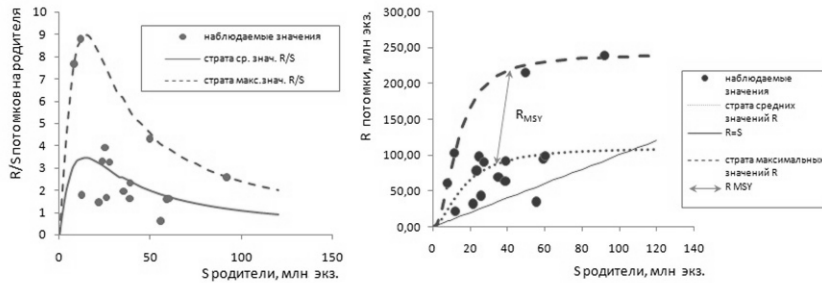 R/S потомков на родителя
10
9
8
7
6
5
4
3
2
1
0
0
50
100
150
S родители, млн экз.
наблюдаемые значения
страта ср. знач. R/S
страта макс.знач. R/S
R потомки, млн экз.
300,00
250,00
200,00
150,00
100,00
50,00
0,00
0
20
40
60
80
100
120
140
S родители, млн экз.
R MSY
наблюдаемые
значения
страта средних
значений R
R=S
страта максимальных
значений R
R MSY